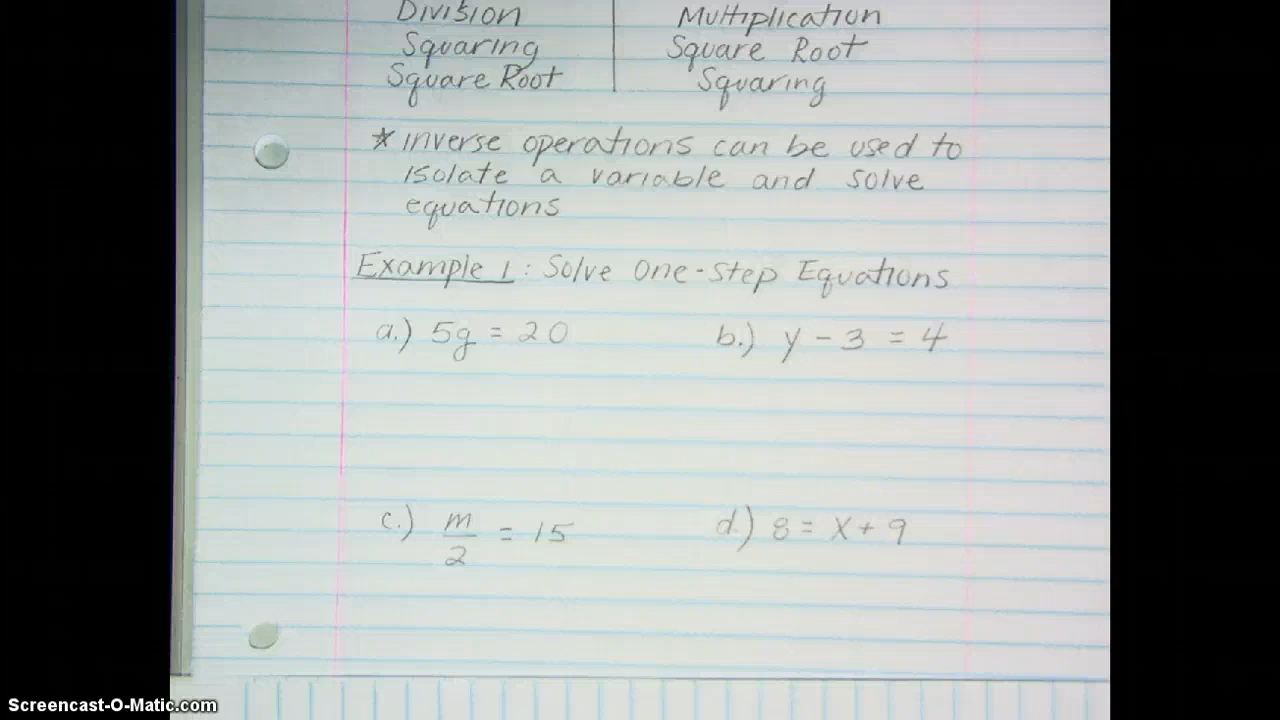 Division Multiplication
Squaring Square Root
Square Root Squaring
* inverse operations can be used to
isolate a variable and solve
equations
Example 1: Solve One-Step Equations
a.) 5g = 20 b.) y - 3 = 4
c.) m/2 = 15 d.) 8 = x + 9
Screencast-O-Matic.com